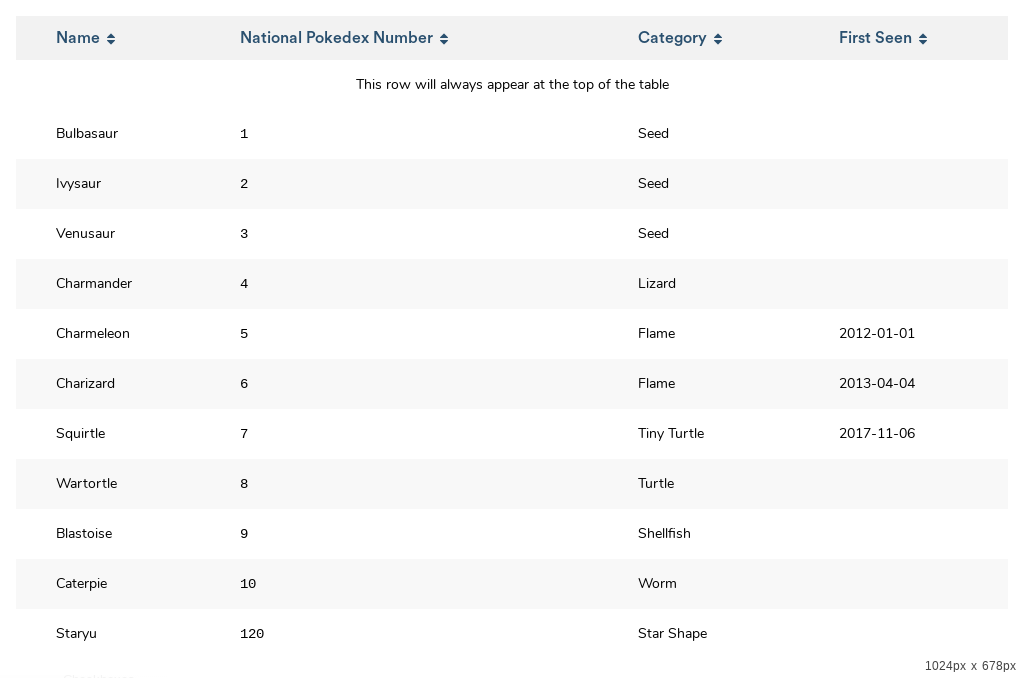 Name National Pokedex Number Category First Seen
This row will always appear at the top of the table
Bulbasaur 1 Seed
Ivysaur 2 Seed
Venusaur 3 Seed
Charmander 4 Lizard
Charmeleon 5 Flame 2012-01-01
Charizard 6 Flame 2013-04-04
Squirtle 7 Tiny Turtle 2017-11-06
Wartortle 8 Turtle
Blastoise 9 Shellfish
Caterpie 10 Worm
Staryu 120 Star Shape
1024px x 678px